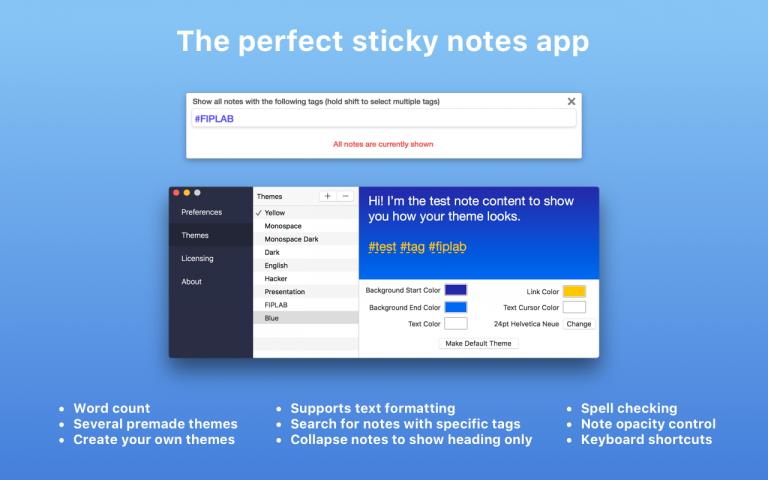 The perfect sticky notes app
Show all notes with the following tags (hold shift to select multiple tags)
#FIPLAB
All notes are currently shown
Preferences
Themes
Licensing
About
Themes
+ −
✓ Yellow
Monospace
Monospace Dark
Dark
English
Hacker
Presentation
FIPLAB
Blue
Hi! I'm the test note content to show
you how your theme looks.
#test #tag #fiplab
Background Start Color
Link Color
Background End Color
Text Cursor Color
Text Color
24pt Helvetica Neue
Change
Make Default Theme
• Word count
• Several premade themes
• Create your own themes
• Supports text formatting
• Search for notes with specific tags
• Collapse notes to show heading only
• Spell checking
• Note opacity control
• Keyboard shortcuts